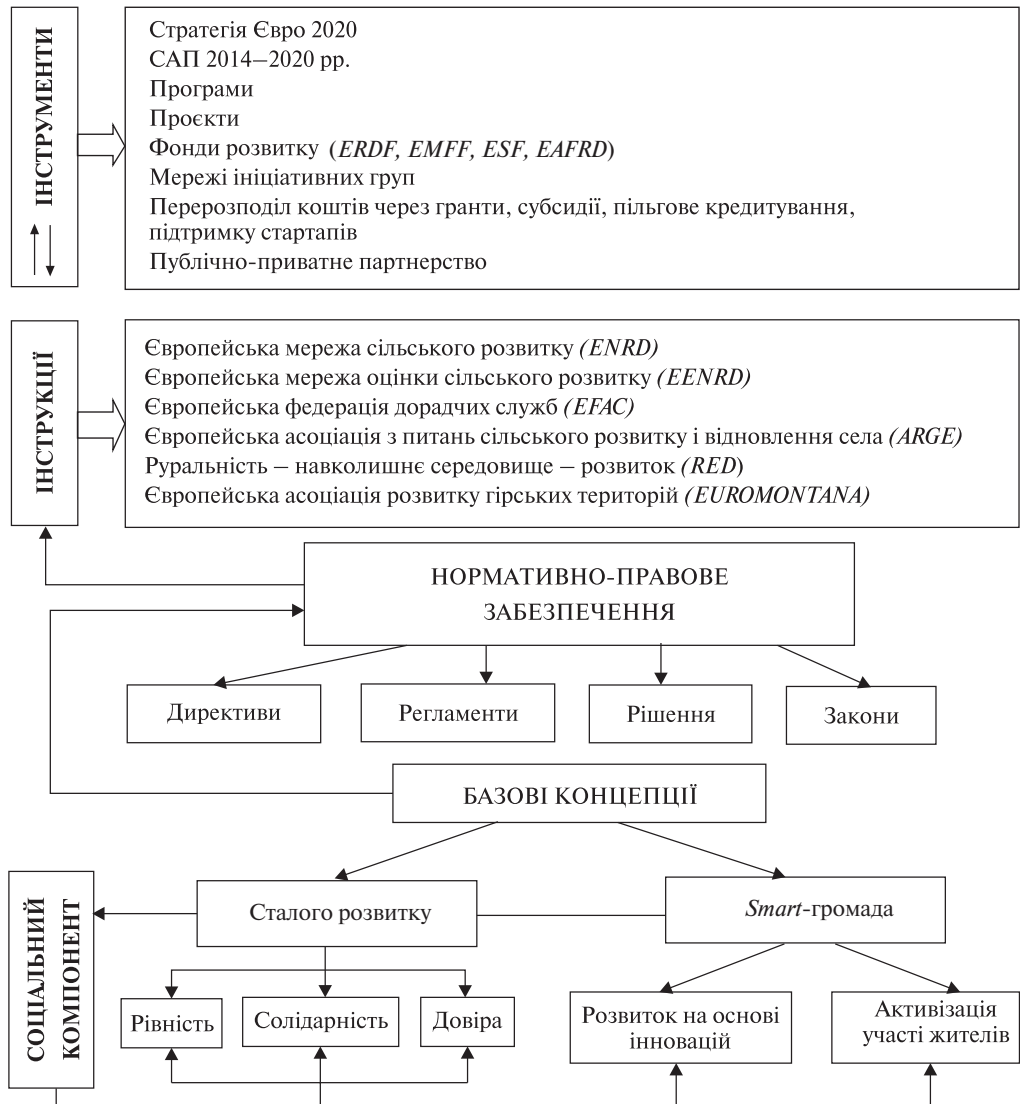 ІНСТРУМЕНТИ
Стратегія Євро 2020
САП 2014–2020 рр.
Програми
Проєкти
Фонди розвитку (ERDF, EMFF, ESF, EAFRD)
Мережі ініціативних груп
Перерозподіл коштів через гранти, субсидії, пільгове кредитування,
підтримку стартапів
Публічно-приватне партнерство
ІНСТРУКЦІЇ
Європейська мережа сільського розвитку (ENRD)
Європейська мережа оцінки сільського розвитку (EENRD)
Європейська федерація дорадчих служб (EFAC)
Європейська асоціація з питань сільського розвитку і відновлення села (ARGE)
Руральність – навколишнє середовище – розвиток (RED)
Європейська асоціація розвитку гірських територій (EUROMONTANA)
НОРМАТИВНО-ПРАВОВЕ
ЗАБЕЗПЕЧЕННЯ
Директиви
Регламенти
Рішення
Закони
БАЗОВІ КОНЦЕПЦІЇ
СОЦІАЛЬНИЙ
КОМПОНЕНТ
Сталого розвитку
Smart-громада
Рівність
Солідарність
Довіра
Розвиток на основі
інновацій
Активізація
участі жителів